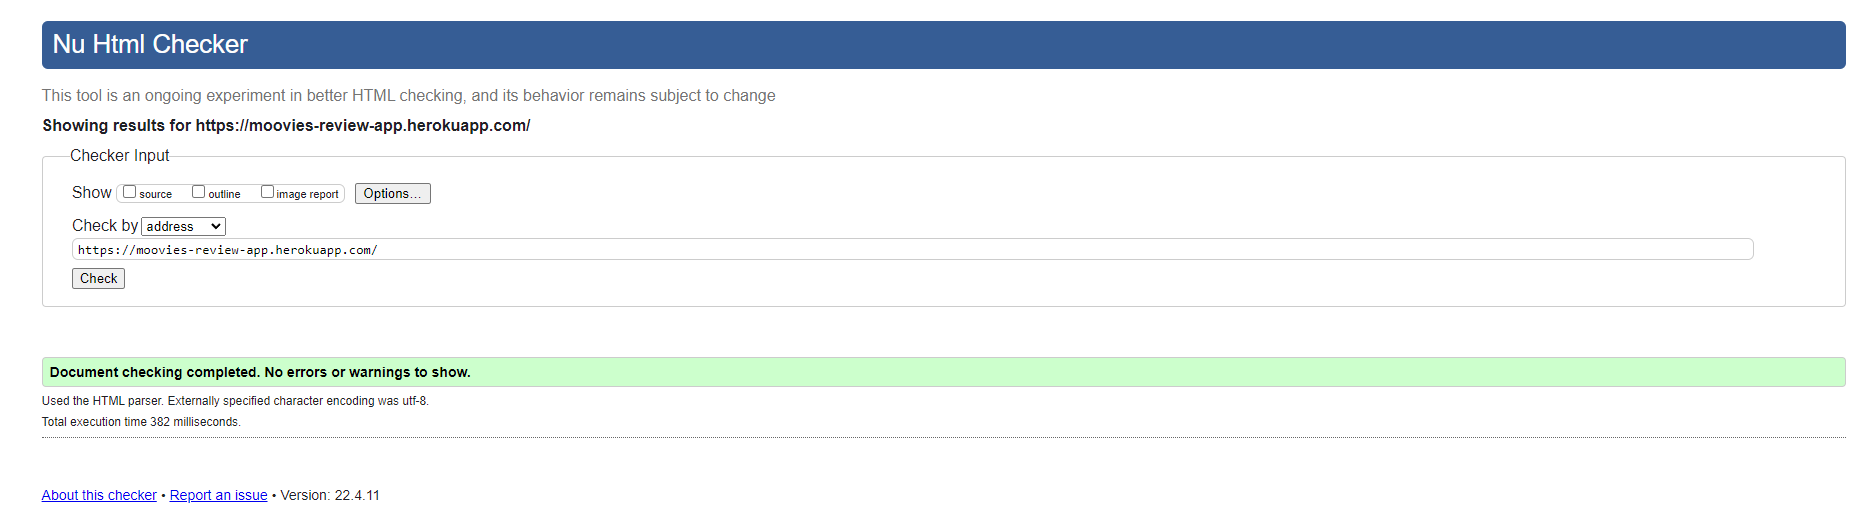 Nu Html Checker
This tool is an ongoing experiment in better HTML checking, and its behavior remains subject to change
Showing results for https://moovies-review-app.herokuapp.com/
Checker Input
Show source outline image report Options...
Check by address
https://moovies-review-app.herokuapp.com/
Check
Document checking completed. No errors or warnings to show.
Used the HTML parser. Externally specified character encoding was utf-8.
Total execution time 382 milliseconds.
About this checker • Report an issue • Version: 22.4.11